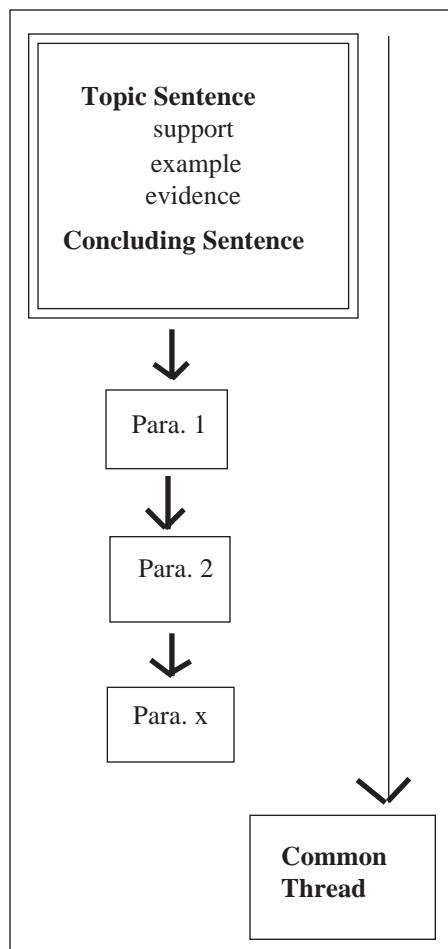 Topic Sentence
support
example
evidence
Concluding Sentence
Para. 1
Para. 2
Para. x
Common
Thread